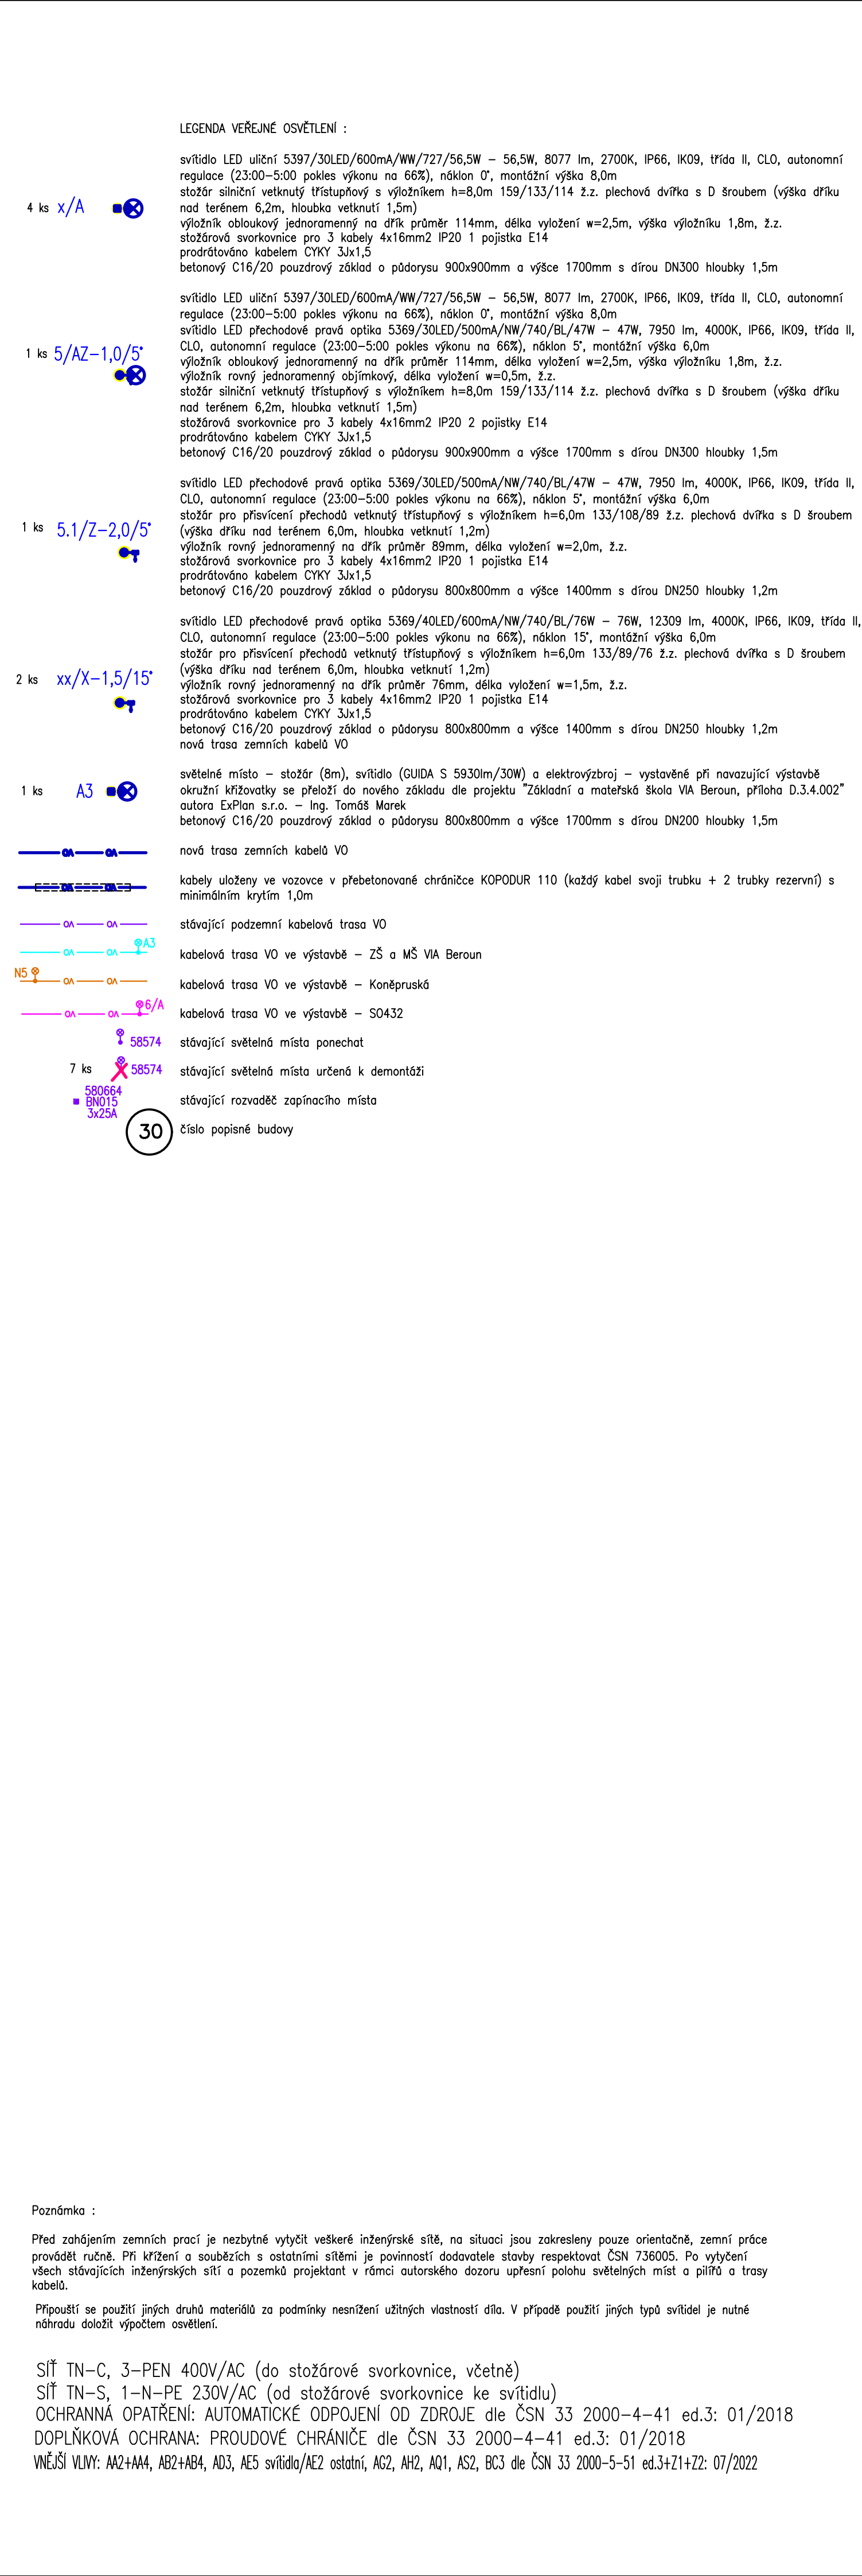 LEGENDA VEŘEJNÉ OSVĚTLENÍ :
4 ks x/A
svítidlo LED uliční 5397/30LED/600mA/WW/727/56,5W – 56,5W, 8077 lm, 2700K, IP66, IK09, třída II, CLO, autonomní
regulace (23:00–5:00 pokles výkonu na 66%), náklon 0°, montážní výška 8,0m
stožár silniční vetknutý třístupňový s výložníkem h=8,0m 159/133/114 ž.z. plechová dvířka s D šroubem (výška dříku
nad terénem 6,2m, hloubka vetknutí 1,5m)
výložník obloukový jednoramenný na dřík průměr 114mm, délka vyložení w=2,5m, výška výložníku 1,8m, ž.z.
stožárová svorkovnice pro 3 kabely 4x16mm2 IP20 1 pojistka E14
prodrátováno kabelem CYKY 3Jx1,5
betonový C16/20 pouzdrový základ o půdorysu 900x900mm a výšce 1700mm s dírou DN300 hloubky 1,5m
1 ks 5/AZ–1,0/5°
svítidlo LED uliční 5397/30LED/600mA/WW/727/56,5W – 56,5W, 8077 lm, 2700K, IP66, IK09, třída II, CLO, autonomní
regulace (23:00–5:00 pokles výkonu na 66%), náklon 0°, montážní výška 8,0m
svítidlo LED přechodové pravá optika 5369/30LED/500mA/NW/740/BL/47W – 47W, 7950 lm, 4000K, IP66, IK09, třída II,
CLO, autonomní regulace (23:00–5:00 pokles výkonu na 66%), náklon 5°, montážní výška 6,0m
výložník obloukový jednoramenný na dřík průměr 114mm, délka vyložení w=2,5m, výška výložníku 1,8m, ž.z.
výložník rovný jednoramenný objímkový, délka vyložení w=0,5m, ž.z.
stožár silniční vetknutý třístupňový s výložníkem h=8,0m 159/133/114 ž.z. plechová dvířka s D šroubem (výška dříku
nad terénem 6,2m, hloubka vetknutí 1,5m)
stožárová svorkovnice pro 3 kabely 4x16mm2 IP20 2 pojistky E14
prodrátováno kabelem CYKY 3Jx1,5
betonový C16/20 pouzdrový základ o půdorysu 900x900mm a výšce 1700mm s dírou DN300 hloubky 1,5m
1 ks 5.1/Z–2,0/5°
svítidlo LED přechodové pravá optika 5369/30LED/500mA/NW/740/BL/47W – 47W, 7950 lm, 4000K, IP66, IK09, třída II,
CLO, autonomní regulace (23:00–5:00 pokles výkonu na 66%), náklon 5°, montážní výška 6,0m
stožár pro přisvícení přechodů vetknutý třístupňový s výložníkem h=6,0m 133/108/89 ž.z. plechová dvířka s D šroubem
(výška dříku nad terénem 6,0m, hloubka vetknutí 1,2m)
výložník rovný jednoramenný na dřík průměr 89mm, délka vyložení w=2,0m, ž.z.
stožárová svorkovnice pro 3 kabely 4x16mm2 IP20 1 pojistka E14
prodrátováno kabelem CYKY 3Jx1,5
betonový C16/20 pouzdrový základ o půdorysu 800x800mm a výšce 1400mm s dírou DN250 hloubky 1,2m
2 ks xx/X–1,5/15°
svítidlo LED přechodové pravá optika 5369/40LED/600mA/NW/740/BL/76W – 76W, 12309 lm, 4000K, IP66, IK09, třída II,
CLO, autonomní regulace (23:00–5:00 pokles výkonu na 66%), náklon 15°, montážní výška 6,0m
stožár pro přisvícení přechodů vetknutý třístupňový s výložníkem h=6,0m 133/89/76 ž.z. plechová dvířka s D šroubem
(výška dříku nad terénem 6,0m, hloubka vetknutí 1,2m)
výložník rovný jednoramenný na dřík průměr 76mm, délka vyložení w=1,5m, ž.z.
stožárová svorkovnice pro 3 kabely 4x16mm2 IP20 1 pojistka E14
prodrátováno kabelem CYKY 3Jx1,5
betonový C16/20 pouzdrový základ o půdorysu 800x800mm a výšce 1400mm s dírou DN250 hloubky 1,2m
nová trasa zemních kabelů VO
1 ks A3
světelné místo – stožár (8m), svítidlo (GUIDA S 5930lm/30W) a elektrovýzbroj – vystavěné při navazující výstavbě
okružní křižovatky se přeloží do nového základu dle projektu "Základní a mateřská škola VIA Beroun, příloha D.3.4.002"
autora ExPlan s.r.o. – Ing. Tomáš Marek
betonový C16/20 pouzdrový základ o půdorysu 800x800mm a výšce 1700mm s dírou DN200 hloubky 1,5m
nová trasa zemních kabelů VO
kabely uloženy ve vozovce v přebetonované chráničce KOPODUR 110 (každý kabel svoji trubku + 2 trubky rezervní) s
minimálním krytím 1,0m
stávající podzemní kabelová trasa VO
A3
kabelová trasa VO ve výstavbě – ZŠ a MŠ VIA Beroun
N5
kabelová trasa VO ve výstavbě – Koněpruská
6/A
kabelová trasa VO ve výstavbě – SO432
58574 stávající světelná místa ponechat
7 ks 58574 stávající světelná místa určená k demontáži
580664
BN015
3x25A
stávající rozvaděč zapínacího místa
30 číslo popisné budovy
Poznámka :
Před zahájením zemních prací je nezbytné vytyčit veškeré inženýrské sítě, na situaci jsou zakresleny pouze orientačně, zemní práce
provádět ručně. Při křížení a soubězích s ostatními sítěmi je povinností dodavatele stavby respektovat ČSN 736005. Po vytyčení
všech stávajících inženýrských sítí a pozemků projektant v rámci autorského dozoru upřesní polohu světelných míst a pilířů a trasy
kabelů.
Připouští se použití jiných druhů materiálů za podmínky nesnížení užitných vlastností díla. V případě použití jiných typů svítidel je nutné
náhradu doložit výpočtem osvětlení.
SÍŤ TN–C, 3–PEN 400V/AC (do stožárové svorkovnice, včetně)
SÍŤ TN–S, 1–N–PE 230V/AC (od stožárové svorkovnice ke svítidlu)
OCHRANNÁ OPATŘENÍ: AUTOMATICKÉ ODPOJENÍ OD ZDROJE dle ČSN 33 2000–4–41 ed.3: 01/2018
DOPLŇKOVÁ OCHRANA: PROUDOVÉ CHRÁNIČE dle ČSN 33 2000–4–41 ed.3: 01/2018
VNĚJŠÍ VLIVY: AA2+AA4, AB2+AB4, AD3, AE5 svítidla/AE2 ostatní, AG2, AH2, AQ1, AS2, BC3 dle ČSN 33 2000–5–51 ed.3+Z1+Z2: 07/2022